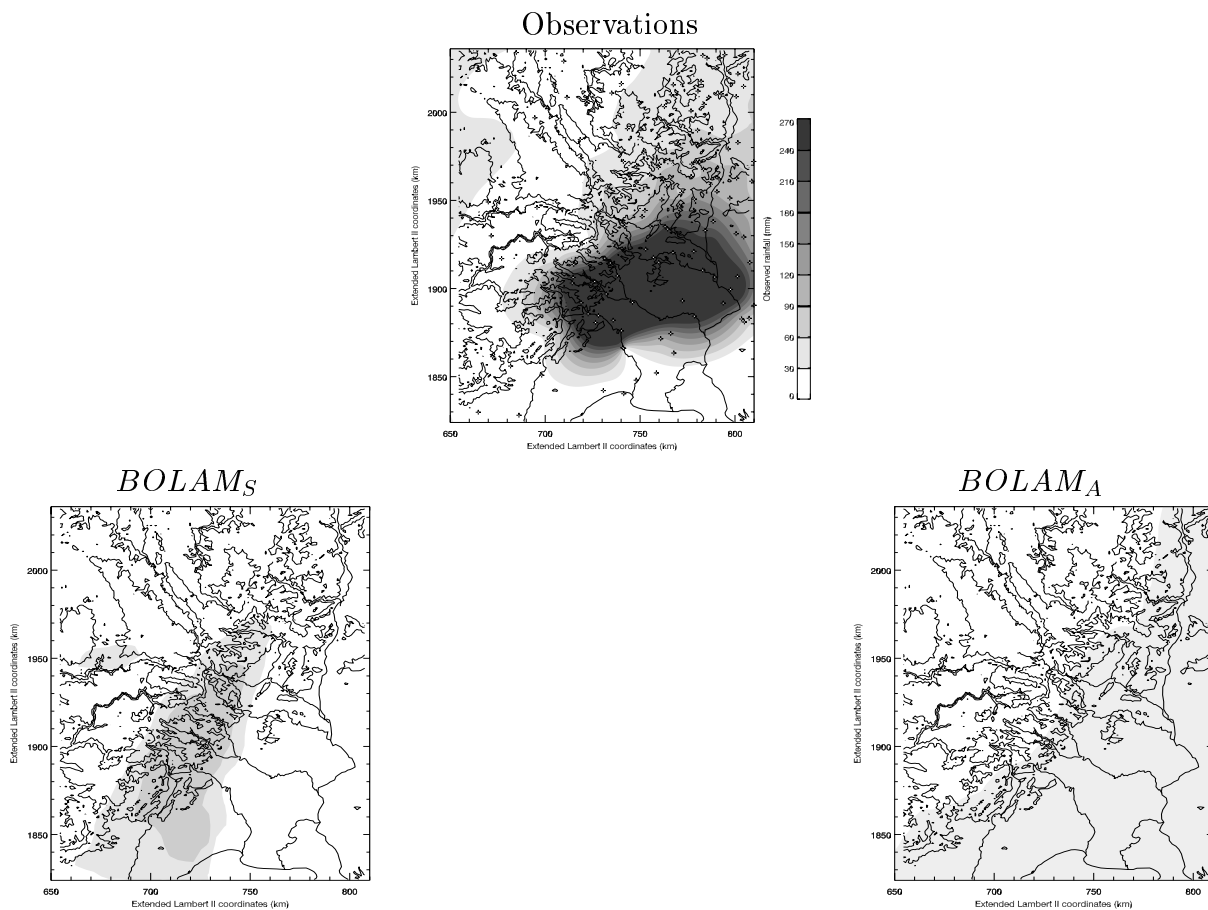 Observations
2000
1950
1900
1850
650 700 750 800
Extended Lambert II coordinates (km)
Extended Lambert II coordinates (km)
270
240
210
180
150
120
90
60
30
0
Observed rainfall (mm)
BOLAM_S
2000
1950
1900
1850
650 700 750 800
Extended Lambert II coordinates (km)
Extended Lambert II coordinates (km)
BOLAM_A
2000
1950
1900
1850
650 700 750 800
Extended Lambert II coordinates (km)
Extended Lambert II coordinates (km)